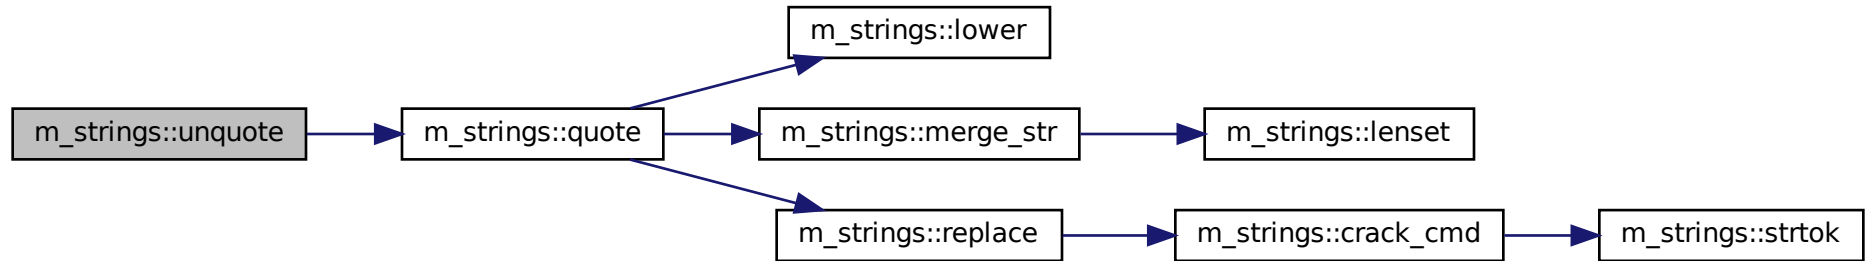 m_strings::lower
m_strings::unquote
m_strings::quote
m_strings::merge_str
m_strings::lenset
m_strings::replace
m_strings::crack_cmd
m_strings::strtok